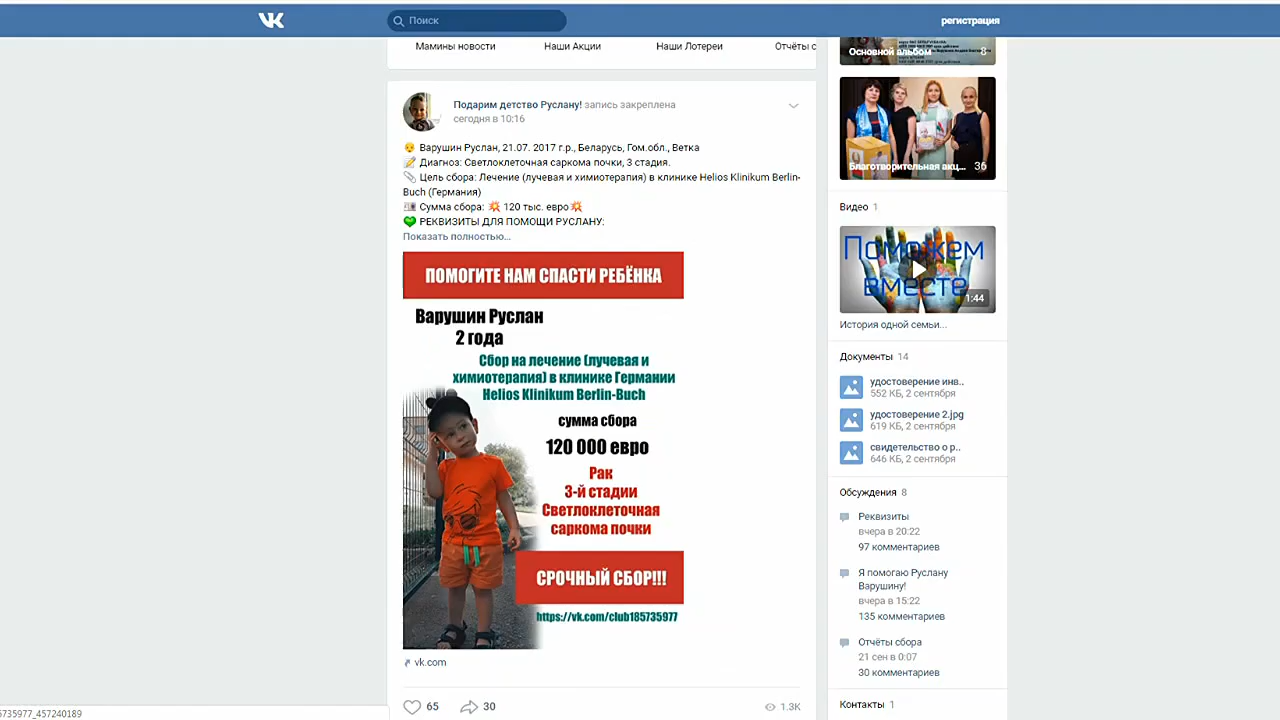 Поиск
регистрация
Мамины новости
Наши Акции
Наши Лотереи
Отчёты с
Подарим детство Руслану! запись закреплена
сегодня в 10:16
Варушин Руслан, 21.07. 2017 г.р., Беларусь, Гом.обл., Ветка
Диагноз: Светлоклеточная саркома почки, 3 стадия.
Цель сбора: Лечение (лучевая и химиотерапия) в клинике Helios Klinikum Berlin-
Buch (Германия)
Сумма сбора: 120 тыс. евро
РЕКВИЗИТЫ ДЛЯ ПОМОЩИ РУСЛАНУ:
Показать полностью...
ПОМОГИТЕ НАМ СПАСТИ РЕБЁНКА
Варушин Руслан
2 года
Сбор на лечение (лучевая и
химиотерапия) в клинике Германии
Helios Klinikum Berlin-Buch
сумма сбора
120 000 евро
Рак
3-й стадии
Светлоклеточная
саркома почки
СРОЧНЫЙ СБОР!!!
https://vk.com/club185735977
vk.com
65
30
1.3K
Основной альбом 8
Благотворительная акц... 36
Видео 1
Поможем
вместе
1:44
История одной семьи...
Документы 14
удостоверение инв..
552 КБ, 2 сентября
удостоверение 2.jpg
619 КБ, 2 сентября
свидетельство о р..
646 КБ, 2 сентября
Обсуждения 8
Реквизиты
вчера в 20:22
97 комментариев
Я помогаю Руслану
Варушину!
вчера в 15:22
135 комментариев
Отчёты сбора
21 сен в 0:07
30 комментариев
Контакты 1
5735977_457240189